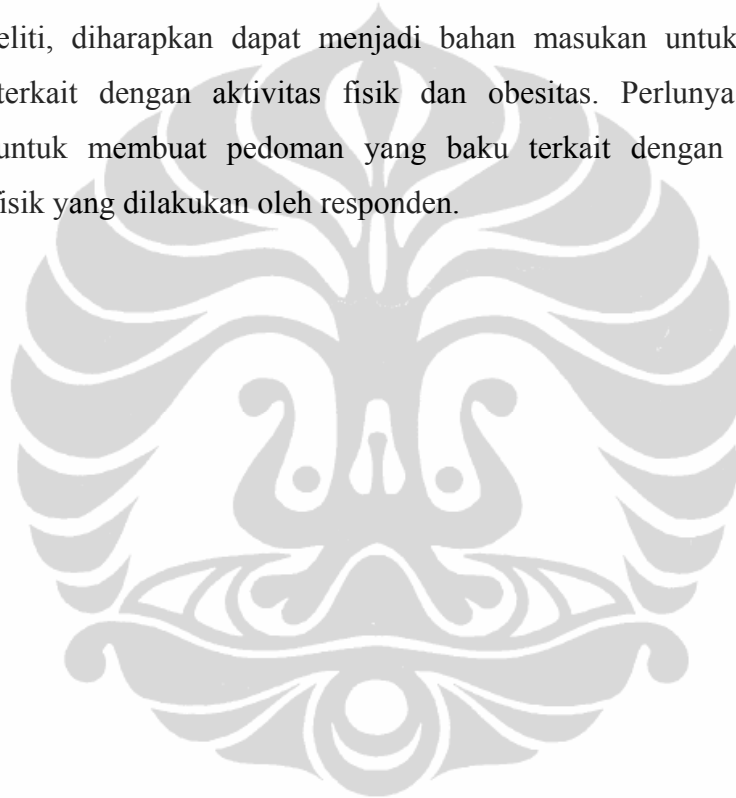 eliti, diharapkan dapat menjadi bahan masukan untuk
terkait dengan aktivitas fisik dan obesitas. Perlunya
untuk membuat pedoman yang baku terkait dengan
fisik yang dilakukan oleh responden.